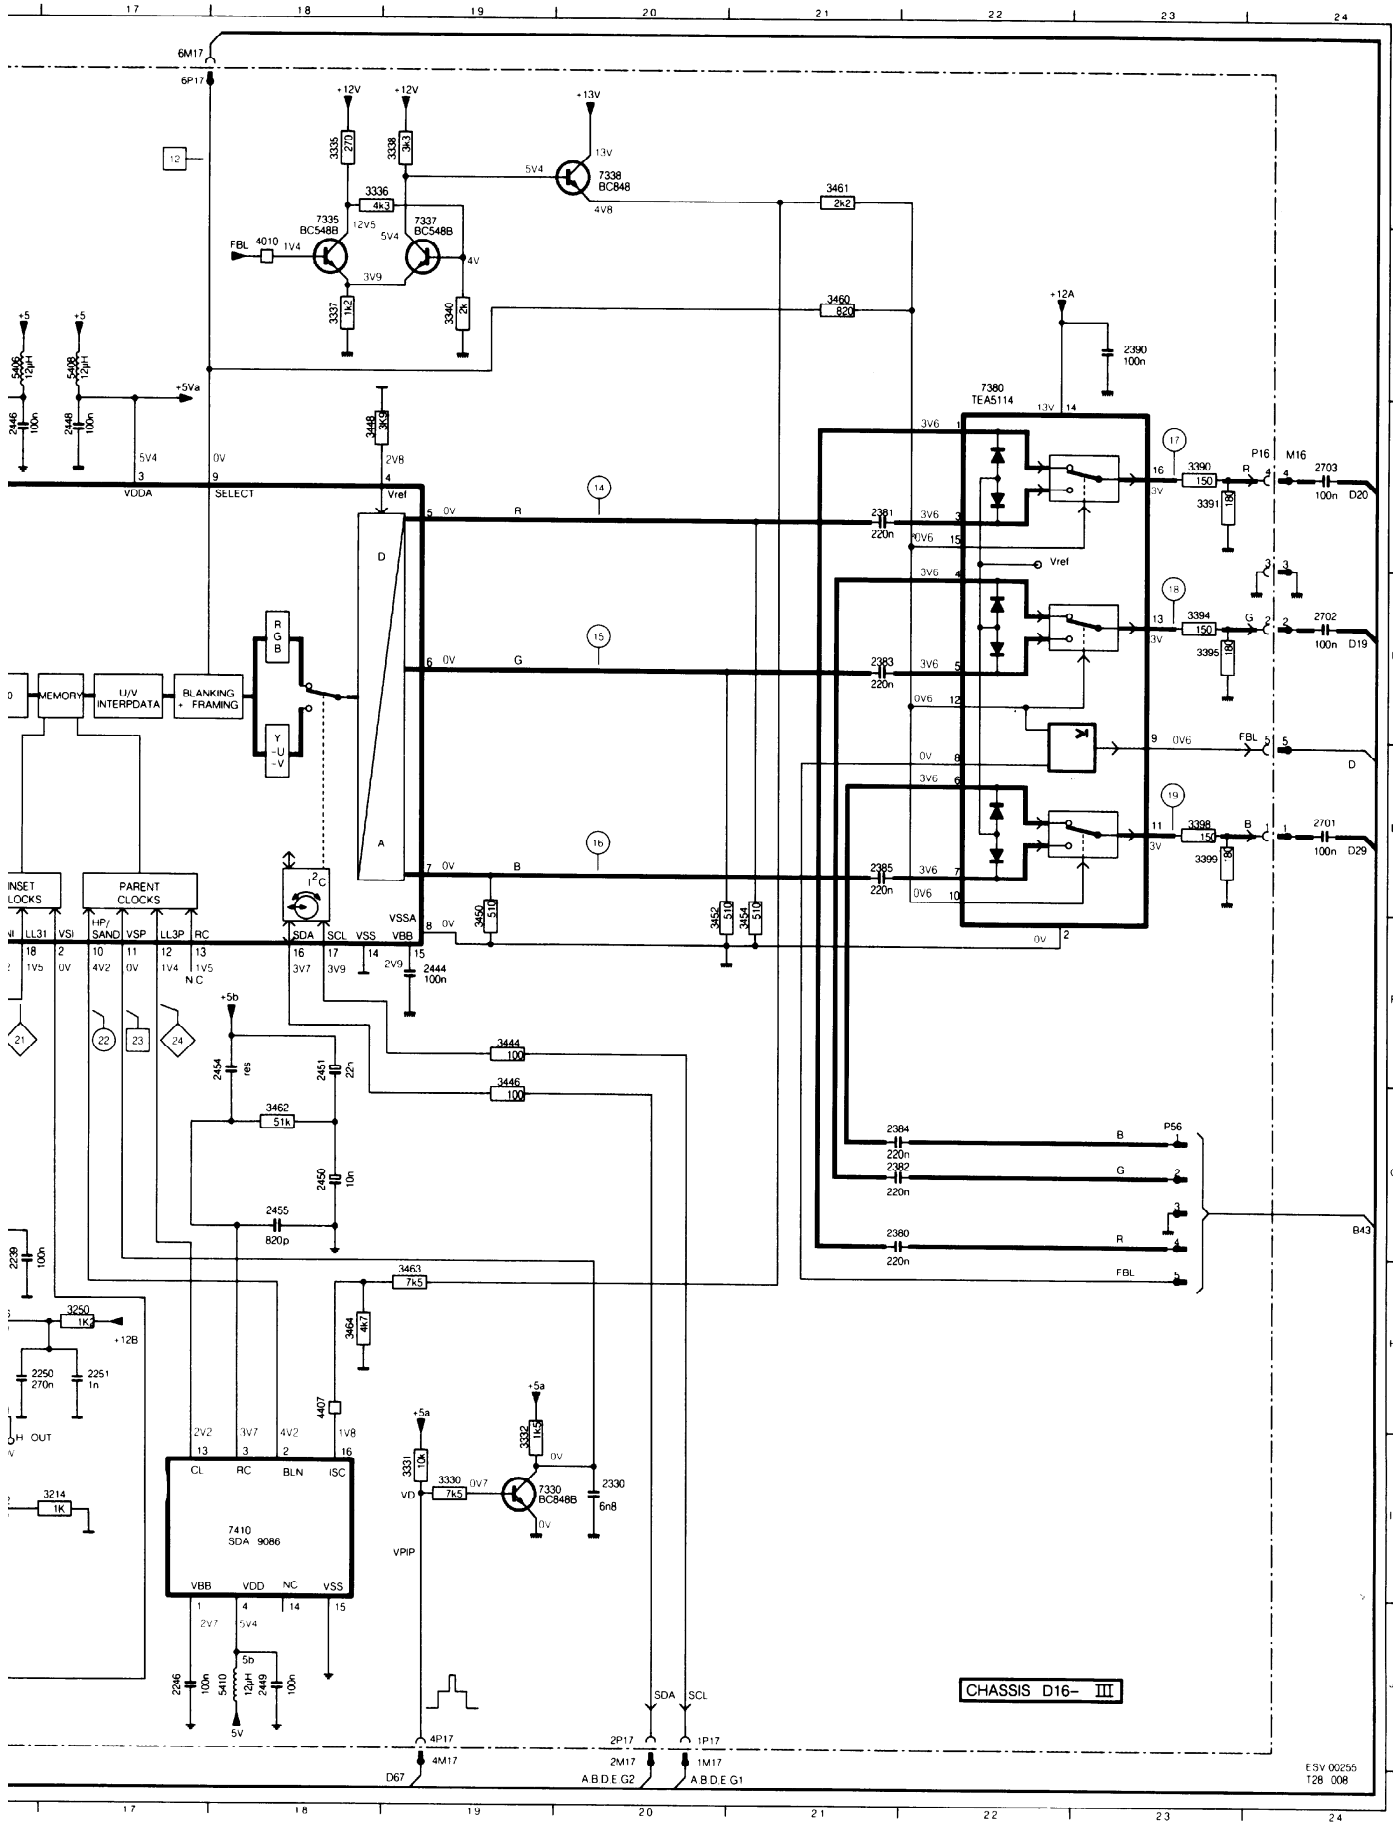 17 18 19 20 21 22 23 24
6M17
6P17
12
+12V +12V +13V
3335 270 3338 3k3
13V
5V4
7338
BC848
4V8
3336
4k3
3461
2k2
7335
BC548B
12V5
7337
BC548B
5V4
FBL 4010 1V4
4V
3V9
3337 1k2
3340 2k
3460
820
+12A
2390
100n
+5 +5
5406 12µH
5408 12µH
+5Va
2446 100n
2448 100n
3448 3K9
7380
TEA5114
13V 14
5V4 0V 2V8
3 9 4
VDDA SELECT Vref
5 0V R 14
2381
220n
3V6 1
3V6 3
0V6 15
Vref
16
3V
17
3390
150
3391 180
R
P16 M16
4 4
2703
100n D20
3 3
D
3V6 4
15
6 0V G
2383
220n
3V6 5
0V6 12
13
3V
18
3394
150
3395 180
G
2 2
2702
100n D19
MEMORY
U/V
INTERPDATA
BLANKING
+ FRAMING
R
G
B
Y
-U
-V
0V 8
9 0V6
FBL 5 5
D
3V6 6
A
16
7 0V B
2385
220n
3V6 7
0V6 10
11
3V
19
3398
150
3399 180
B
1 1
2701
100n D29
INSET
LOCKS
PARENT
CLOCKS
I²C
3450 510
3452 510
3454 510
VSSA
8 0V
0V 2
LL31 VSI HP/
SAND VSP LL3P RC
18 2 10 11 12 13
1V5 0V 4V2 0V 1V4 1V5
NC
SDA SCL VSS VBB
16 17 14 15
3V7 3V9 2V9
2444
100n
21 22 23 24
+5b
2454 res
2451 22n
3462
51k
2450 10n
2455
820p
3444
100
3446
100
2384
220n
B
P56
1
2382
220n
G
2
3
2380
220n
R
4
FBL
5
B43
2239 100n
3463
7k5
3464 4k7
3250
1K2
+12B
2250
270n
2251
1n
H OUT
4407
2V2 3V7 4V2 1V8
13 3 2 16
CL RC BLN ISC
7410
SDA 9086
VBB VDD NC VSS
1 4 14 15
2V7 5V4
3214
1K
+5a
3331 10k
+5a
3332 1k5
0V
VD
3330
7k5
0V7
7330
BC848B
0V
2330
6n8
VPIP
5b
2246 100n
5410 12µH
2449 100n
5V
SDA SCL
4P17 2P17 1P17
4M17 2M17 1M17
D67 A.B.D.E.G2 A.B.D.E.G1
CHASSIS D16- III
ESV 00255
T28 008
17 18 19 20 21 22 23 24